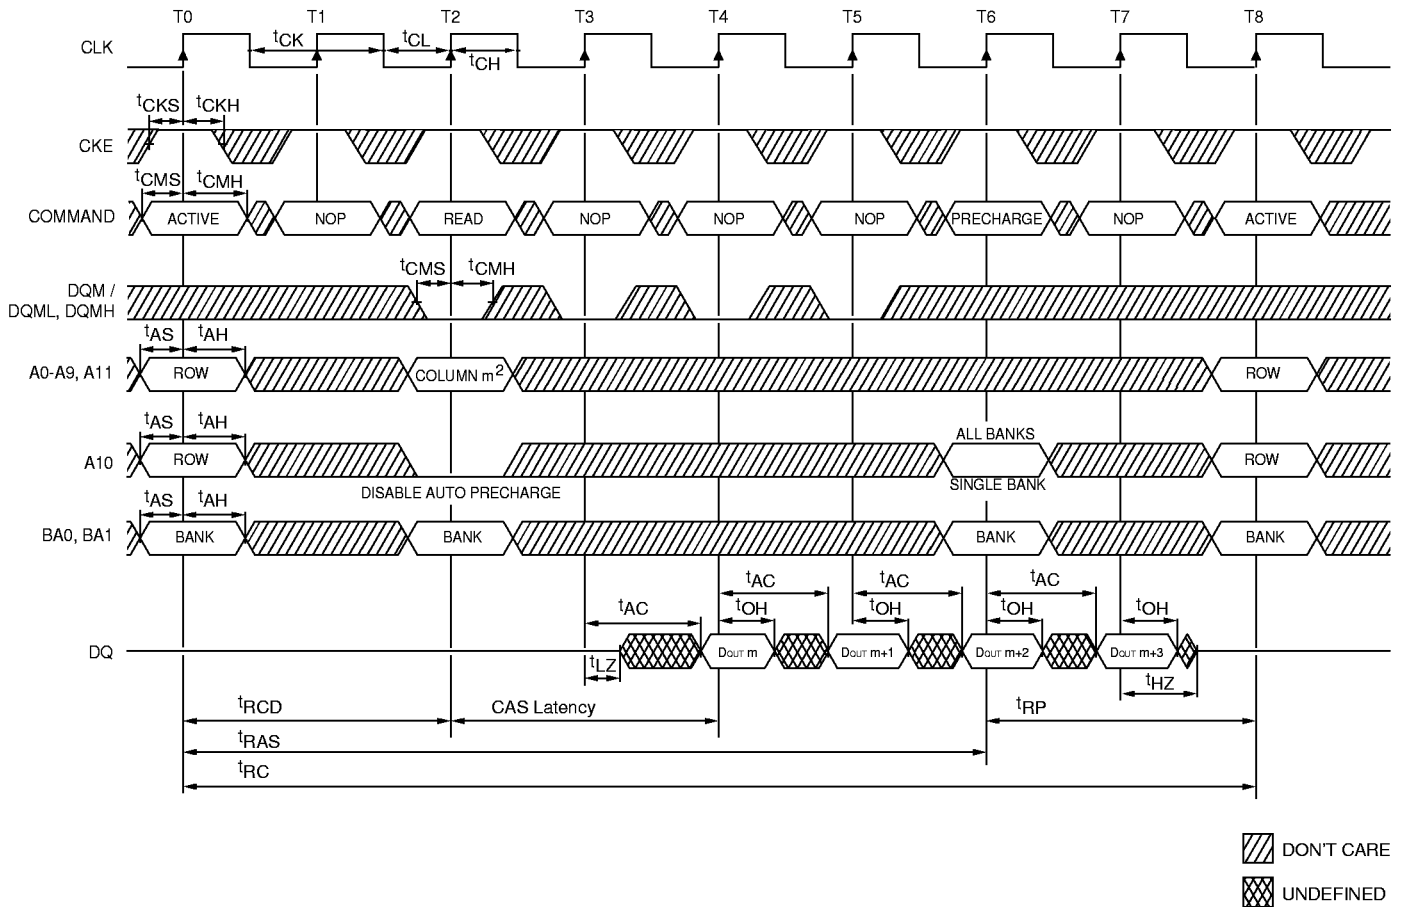 T0 T1 T2 T3 T4 T5 T6 T7 T8
CLK
tCK tCL
tCH
tCKS tCKH
CKE
tCMS tCMH
COMMAND ACTIVE NOP READ NOP NOP NOP PRECHARGE NOP ACTIVE
tCMS tCMH
DQM /
DQML, DQMH
tAS tAH
A0-A9, A11 ROW COLUMN m2 ROW
tAS tAH
ALL BANKS
A10 ROW ROW
DISABLE AUTO PRECHARGE SINGLE BANK
tAS tAH
BA0, BA1 BANK BANK BANK BANK
tAC tAC tAC
tAC tOH tOH tOH tOH
DQ DOUT m DOUT m+1 DOUT m+2 DOUT m+3
tLZ tHZ
tRCD CAS Latency tRP
tRAS
tRC
DON'T CARE
UNDEFINED